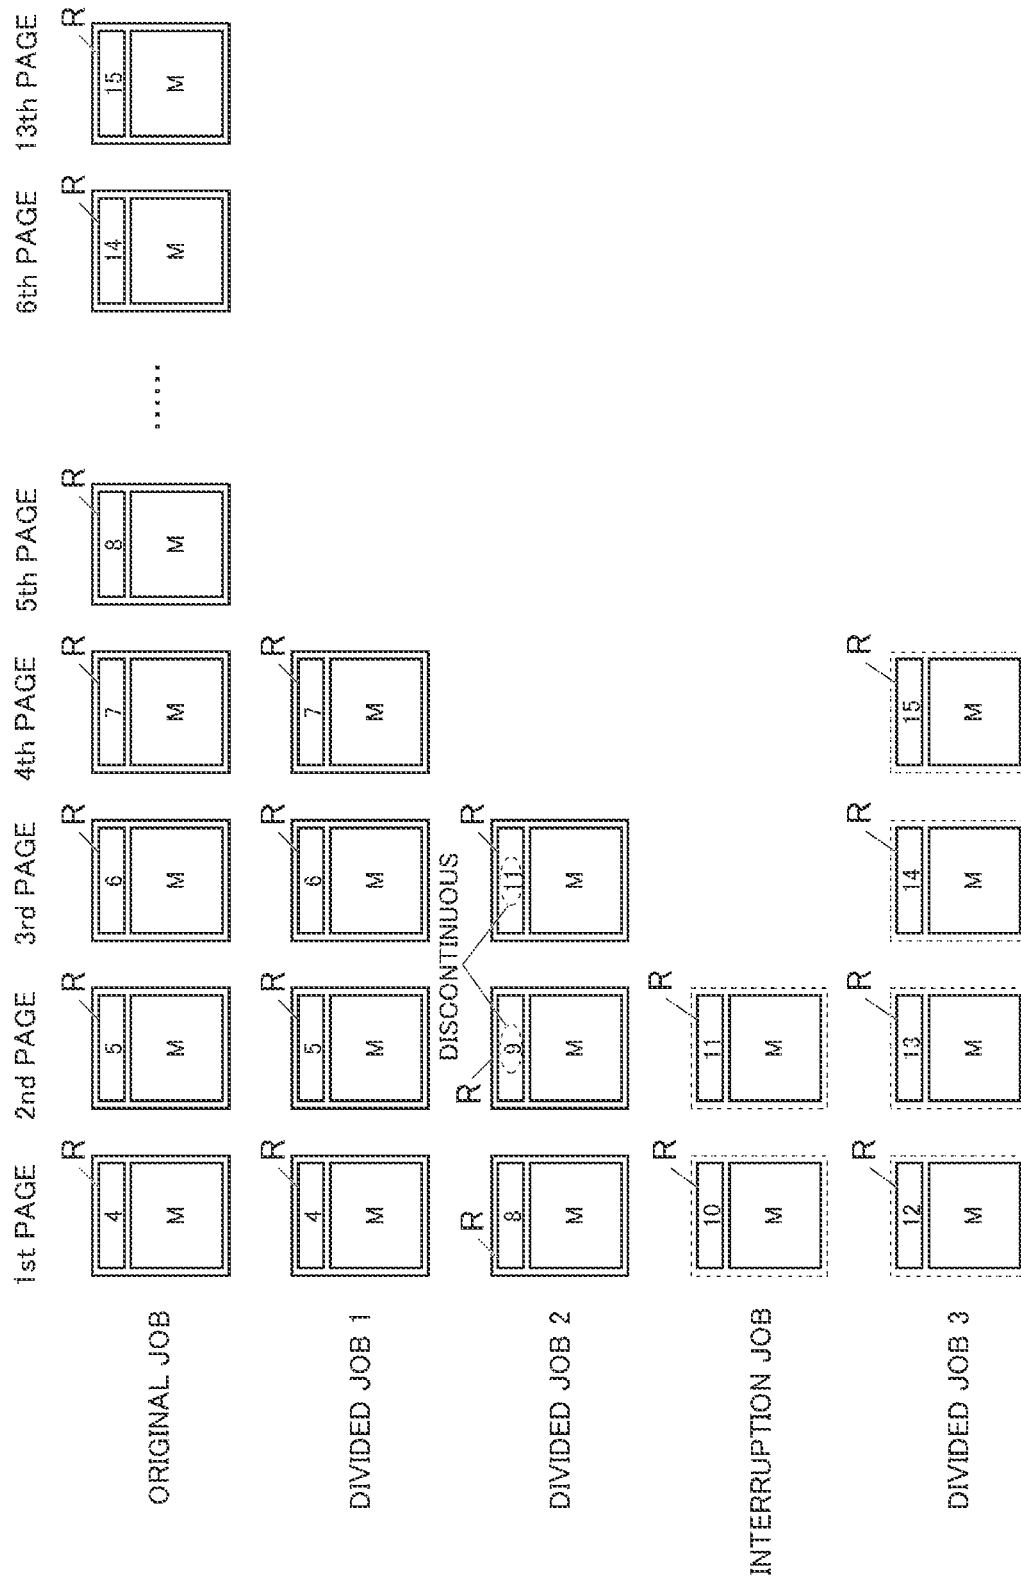 1st PAGE 2nd PAGE 3rd PAGE 4th PAGE 5th PAGE 6th PAGE 13th PAGE
R R R R R R R
ORIGINAL JOB 4 5 6 7 8 ...... 14 15
M M M M M M M
R R R R
DIVIDED JOB 1 4 5 6 7
M M M M
DISCONTINUOUS
R R R
DIVIDED JOB 2 8 9 11
M M M
R R
INTERRUPTION JOB 10 11
M M
R R R R
DIVIDED JOB 3 12 13 14 15
M M M M